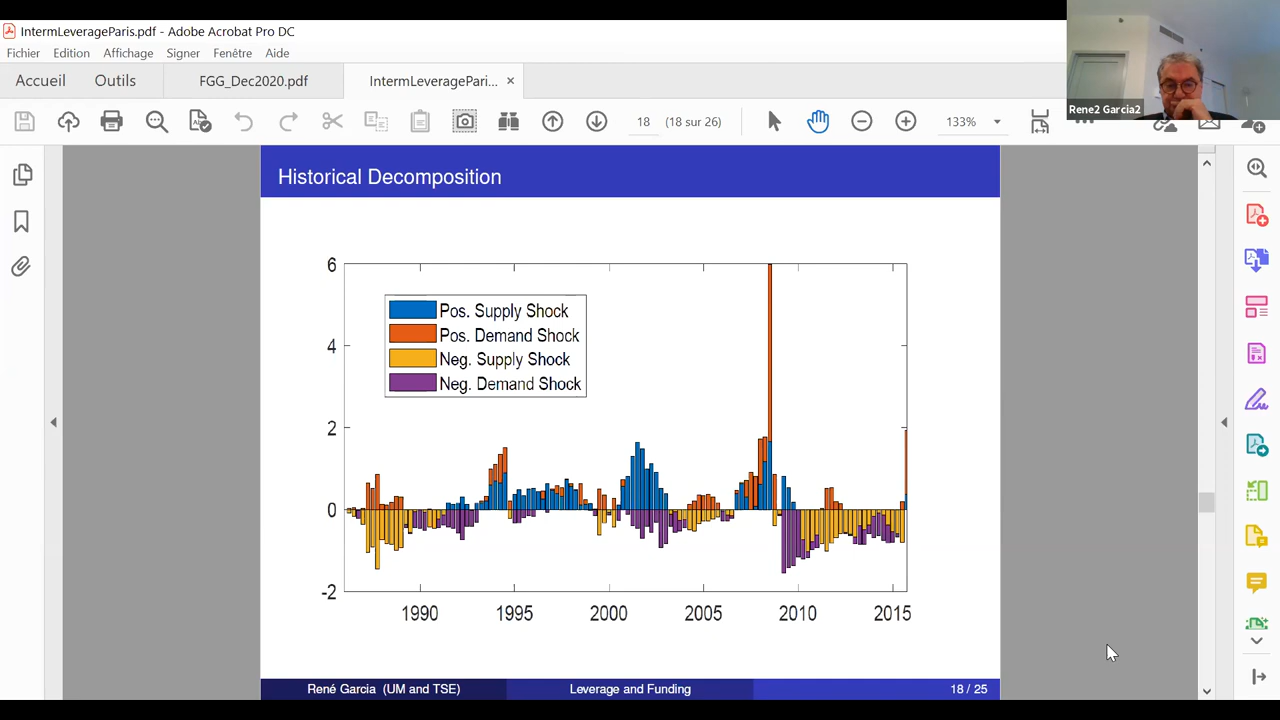 IntermLeverageParis.pdf - Adobe Acrobat Pro DC
Fichier Edition Affichage Signer Fenêtre Aide
Accueil Outils FGG_Dec2020.pdf IntermLeveragePari... ×
18 (18 sur 26) 133%
Rene2 Garcia2
Historical Decomposition
Pos. Supply Shock
Pos. Demand Shock
Neg. Supply Shock
Neg. Demand Shock
6
4
2
0
-2
1990 1995 2000 2005 2010 2015
René Garcia (UM and TSE) Leverage and Funding 18 / 25